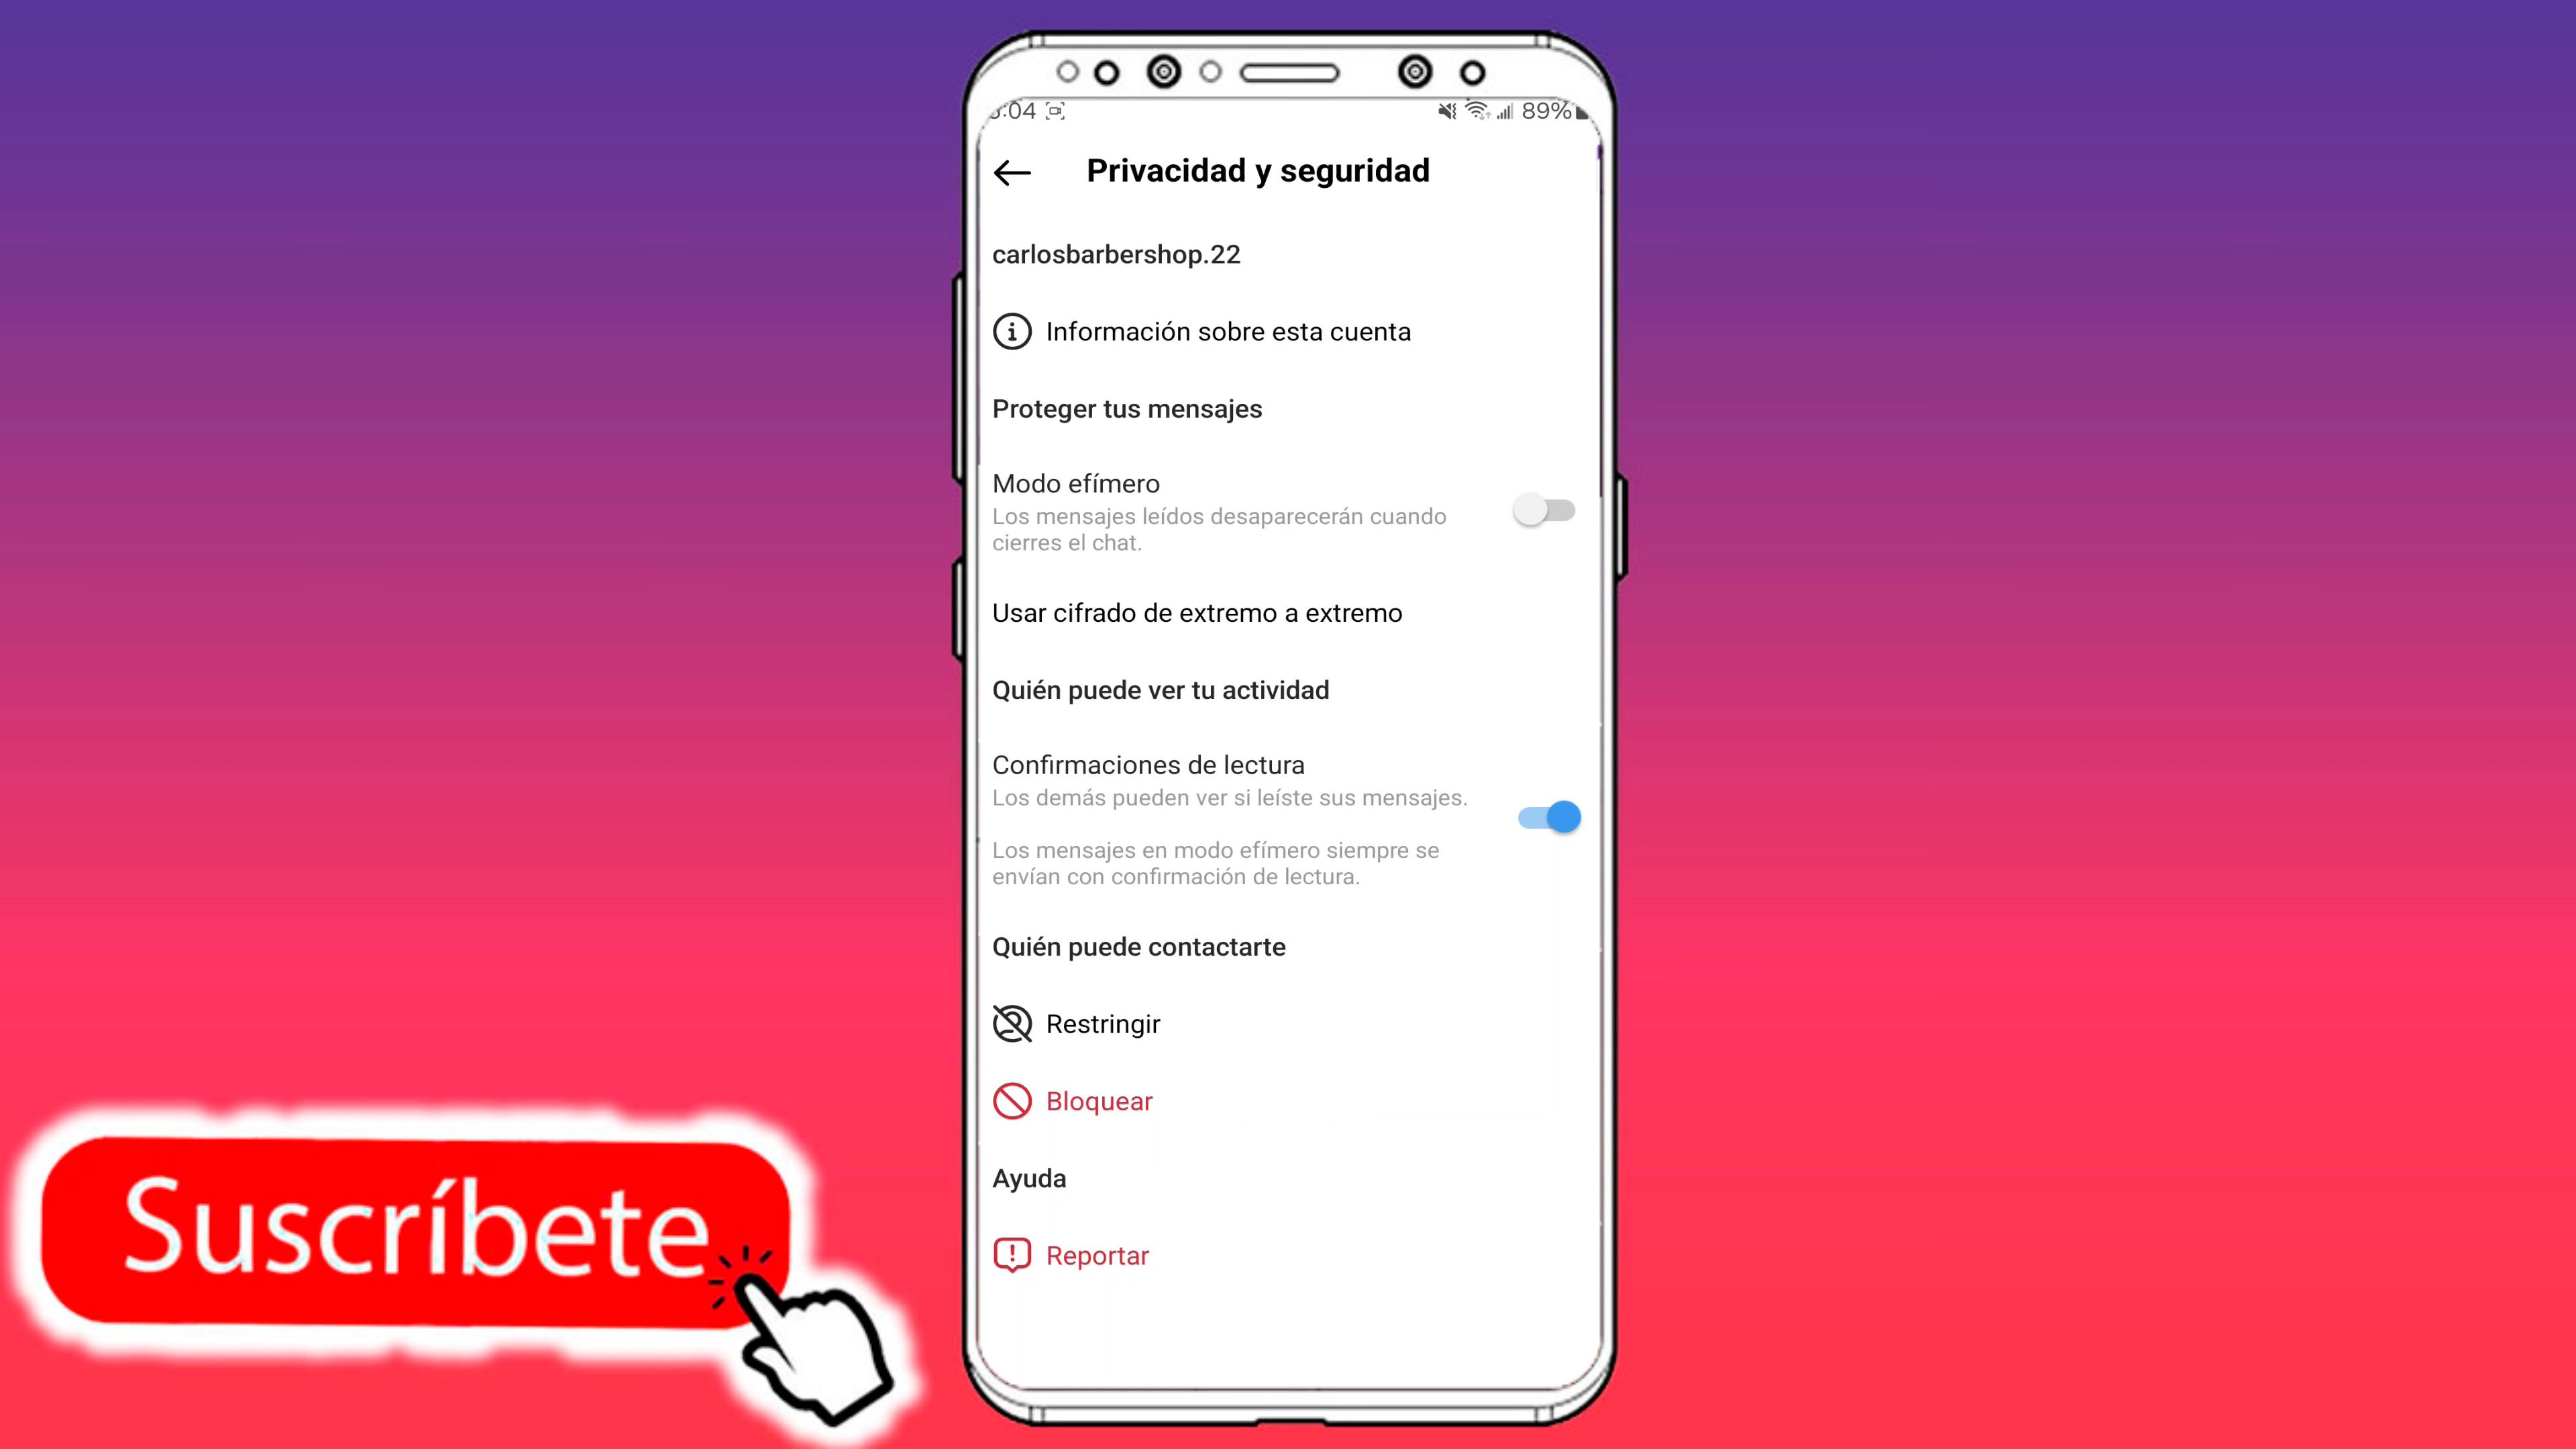 89%
Privacidad y seguridad
carlosbarbershop.22
Información sobre esta cuenta
Proteger tus mensajes
Modo efímero
Los mensajes leídos desaparecerán cuando
cierres el chat.
Usar cifrado de extremo a extremo
Quién puede ver tu actividad
Confirmaciones de lectura
Los demás pueden ver si leíste sus mensajes.
Los mensajes en modo efímero siempre se
envían con confirmación de lectura.
Quién puede contactarte
Restringir
Bloquear
Ayuda
Reportar
Suscríbete